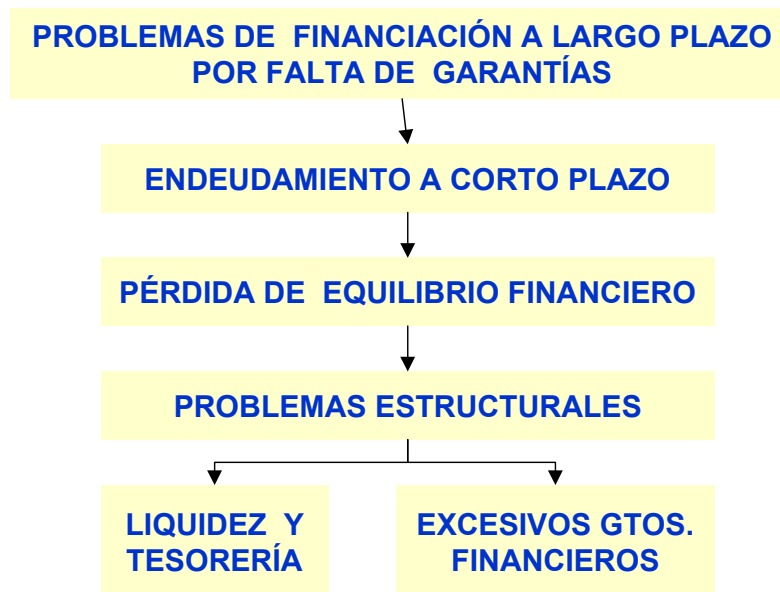 PROBLEMAS DE FINANCIACIÓN A LARGO PLAZO
POR FALTA DE GARANTÍAS
ENDEUDAMIENTO A CORTO PLAZO
PÉRDIDA DE EQUILIBRIO FINANCIERO
PROBLEMAS ESTRUCTURALES
LIQUIDEZ Y
TESORERÍA
EXCESIVOS GTOS.
FINANCIEROS